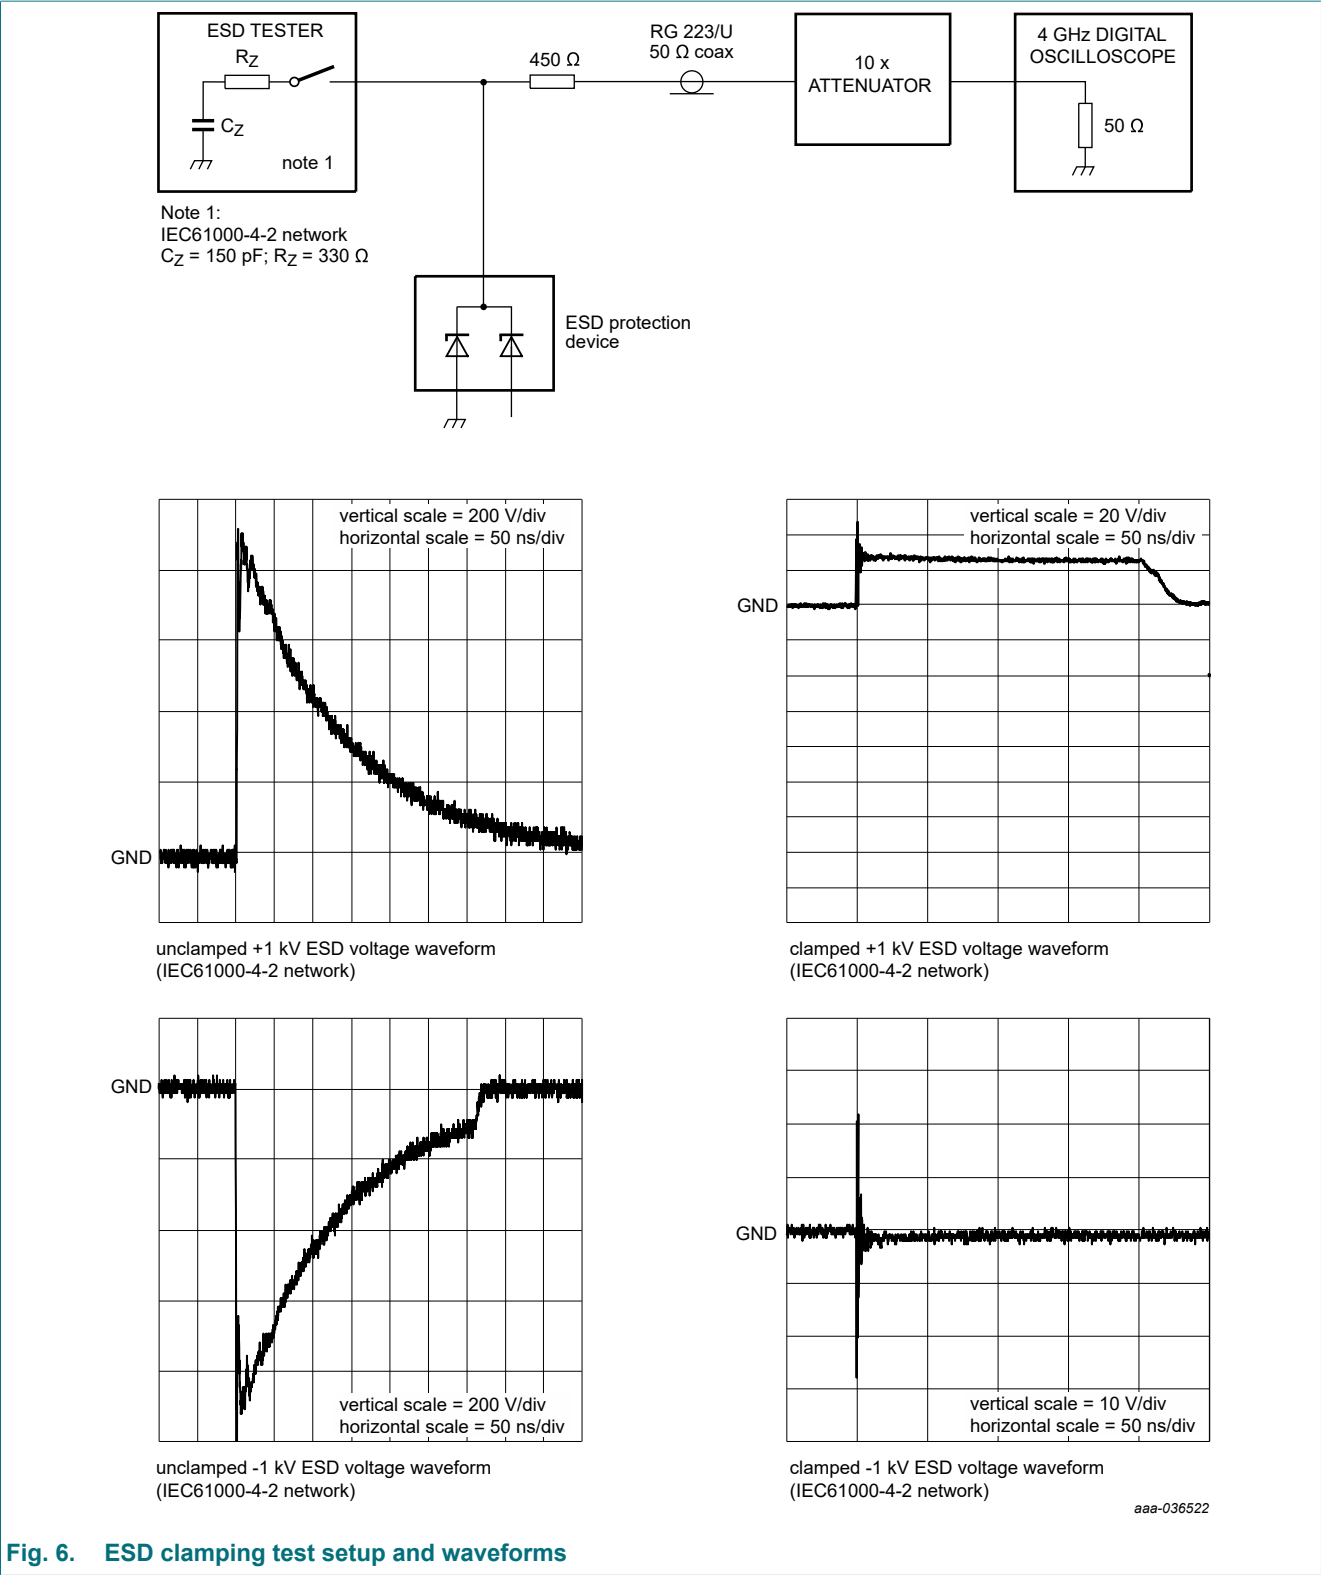 ESD TESTER
RZ
CZ
note 1
450 Ω
RG 223/U
50 Ω coax
10 x
ATTENUATOR
4 GHz DIGITAL
OSCILLOSCOPE
50 Ω
Note 1:
IEC61000-4-2 network
CZ = 150 pF; RZ = 330 Ω
ESD protection
device
vertical scale = 200 V/div
horizontal scale = 50 ns/div
GND
unclamped +1 kV ESD voltage waveform
(IEC61000-4-2 network)
vertical scale = 20 V/div
horizontal scale = 50 ns/div
GND
clamped +1 kV ESD voltage waveform
(IEC61000-4-2 network)
GND
vertical scale = 200 V/div
horizontal scale = 50 ns/div
unclamped -1 kV ESD voltage waveform
(IEC61000-4-2 network)
GND
vertical scale = 10 V/div
horizontal scale = 50 ns/div
clamped -1 kV ESD voltage waveform
(IEC61000-4-2 network)
aaa-036522
Fig. 6. ESD clamping test setup and waveforms